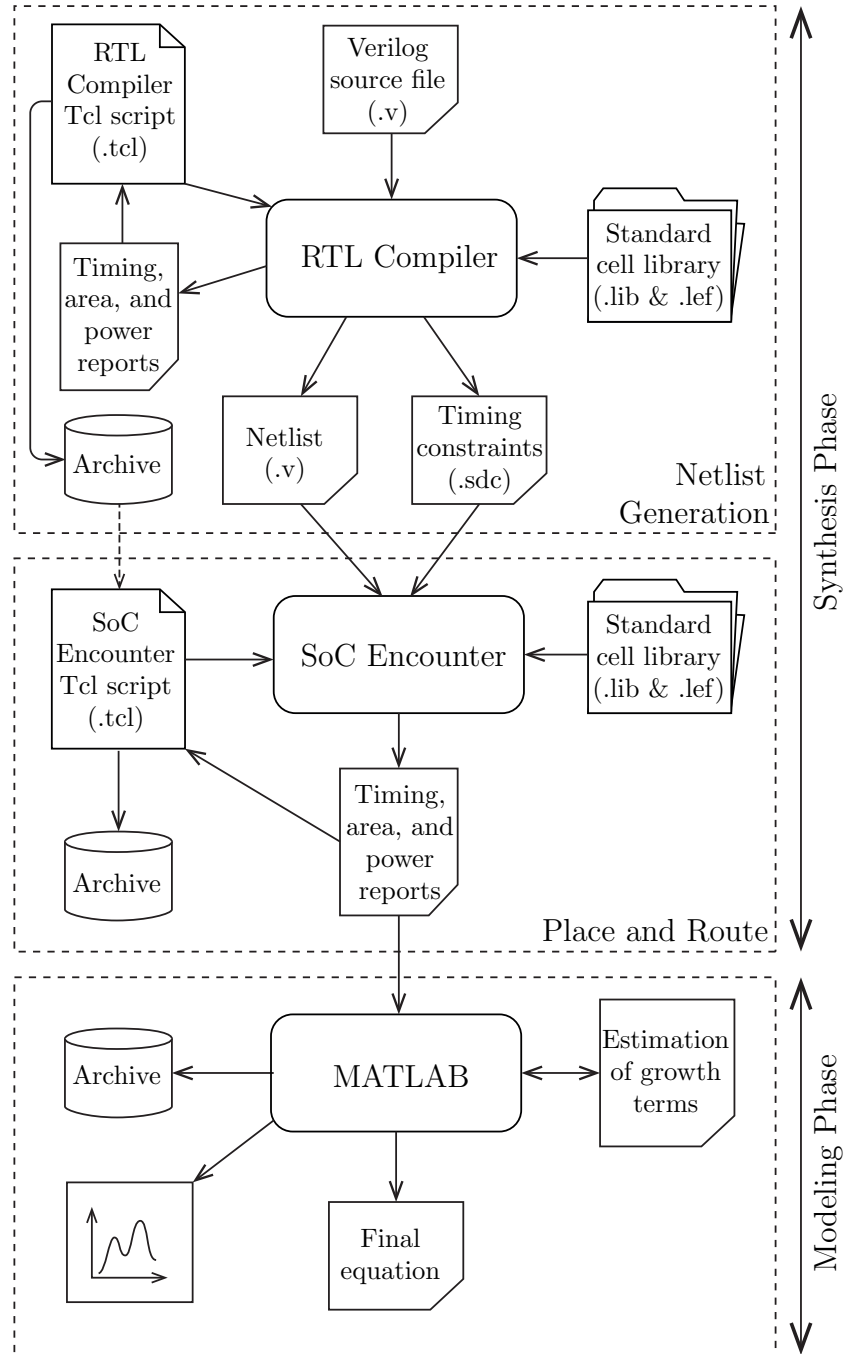 RTL
Compiler
Tcl script
(.tcl)
Verilog
source file
(.v)
RTL Compiler
Standard
cell library
(.lib & .lef)
Timing,
area, and
power
reports
Archive
Netlist
(.v)
Timing
constraints
(.sdc)
Netlist
Generation
Synthesis Phase
SoC
Encounter
Tcl script
(.tcl)
SoC Encounter
Standard
cell library
(.lib & .lef)
Timing,
area, and
power
reports
Archive
Place and Route
Archive
MATLAB
Estimation
of growth
terms
Final
equation
Modeling Phase